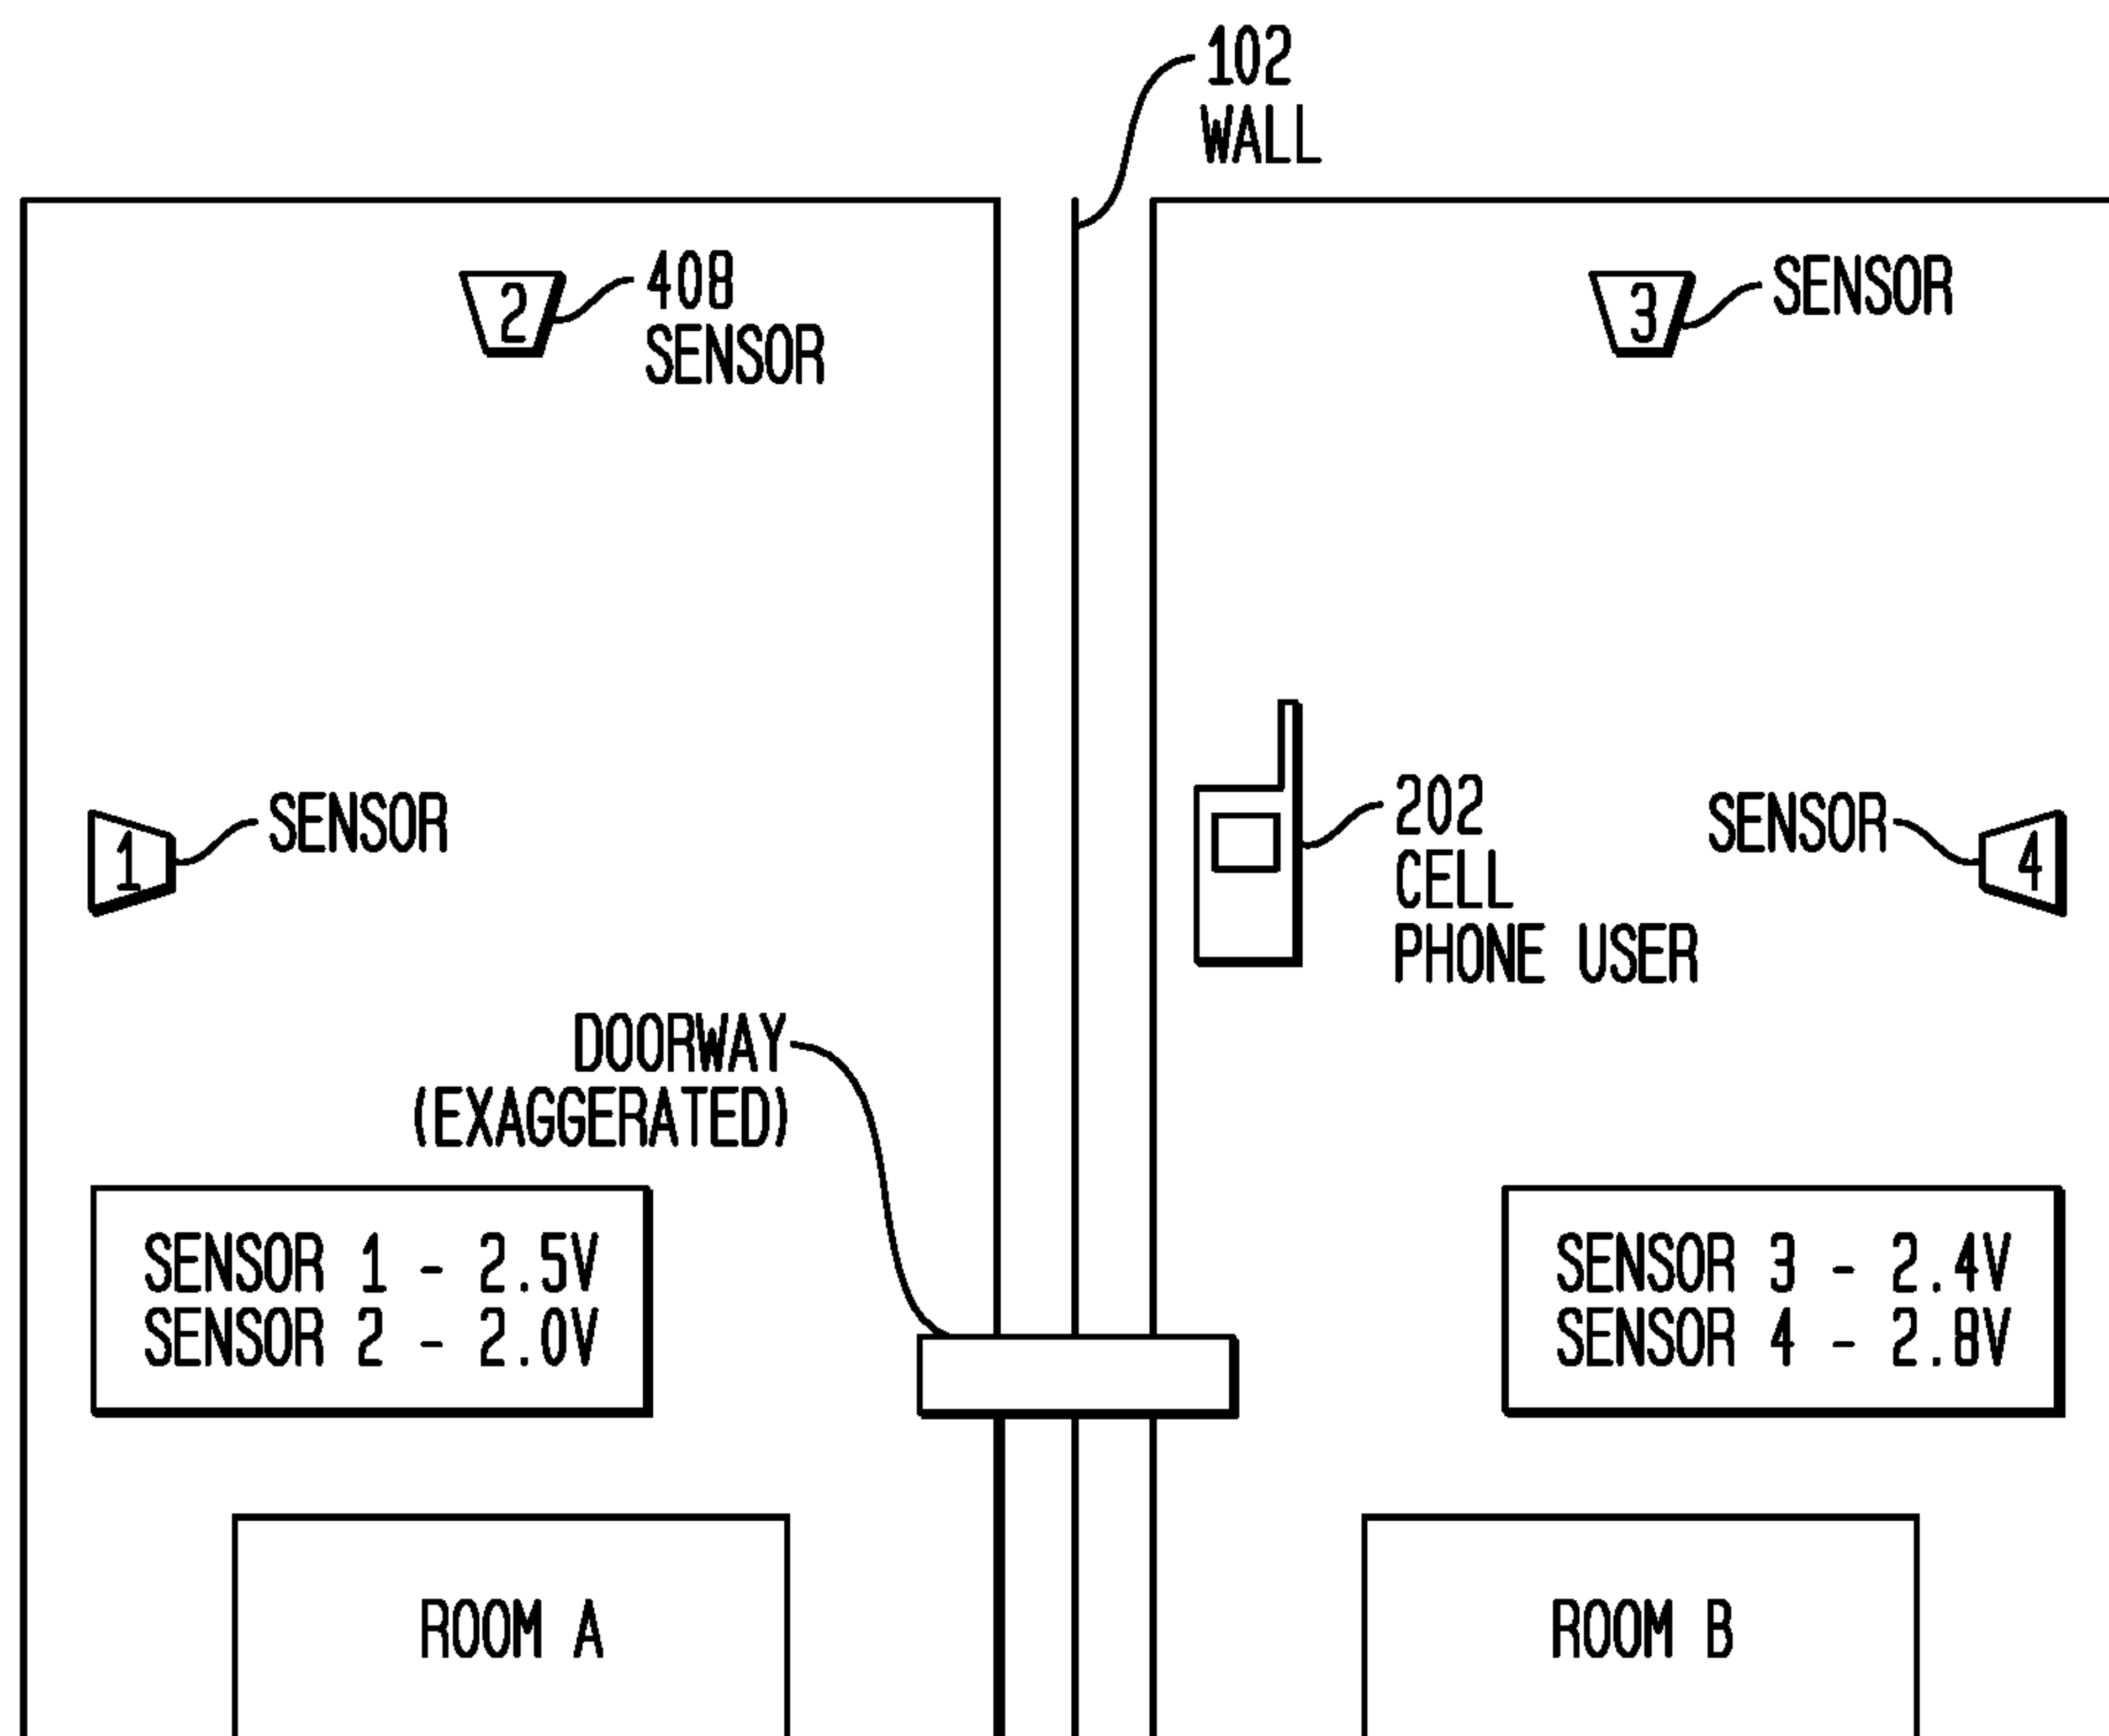 102
WALL
2
408
SENSOR
3
SENSOR
1
SENSOR
202
CELL
PHONE USER
SENSOR
4
DOORWAY
(EXAGGERATED)
SENSOR 1 - 2.5V
SENSOR 2 - 2.0V
SENSOR 3 - 2.4V
SENSOR 4 - 2.8V
ROOM A
ROOM B